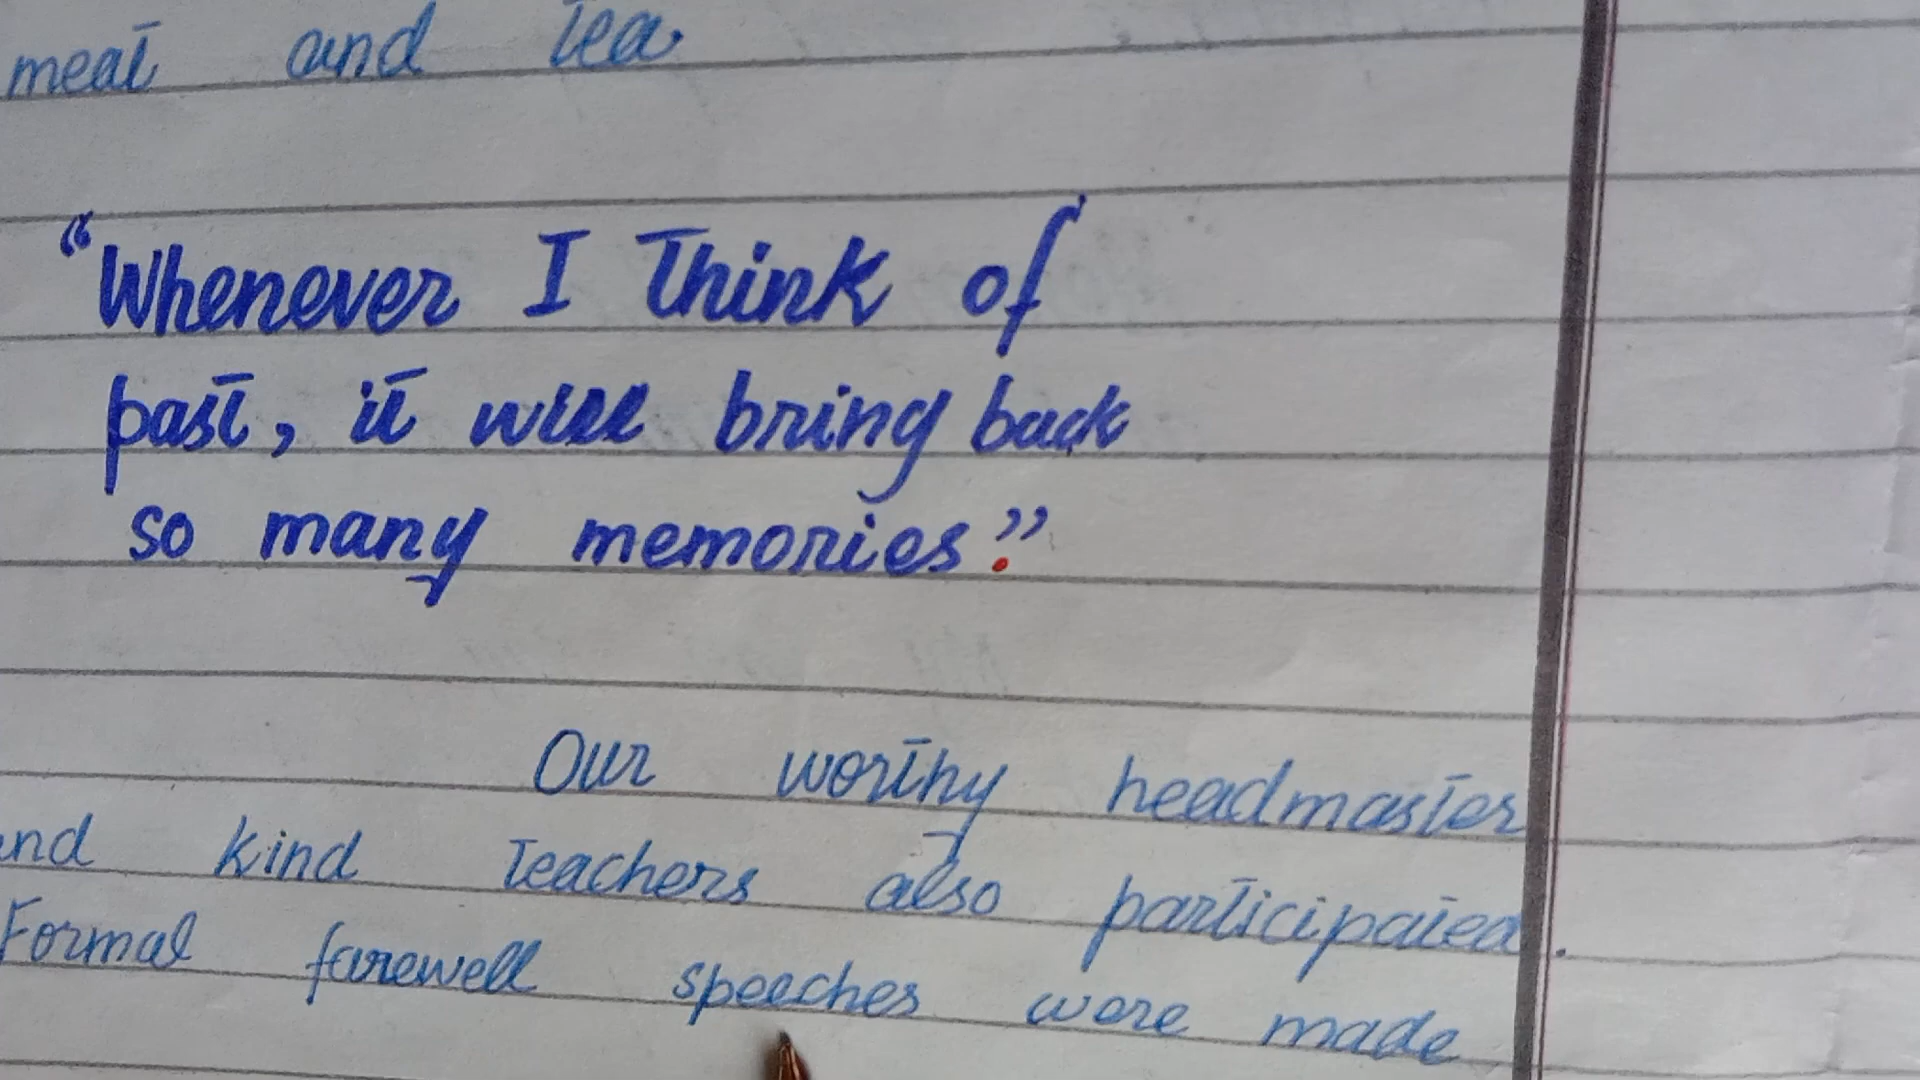 meat and tea
"Whenever I think of
past, it will bring back
so many memories."
Our worthy headmaster
and kind teachers also participated.
Formal farewell speeches were made